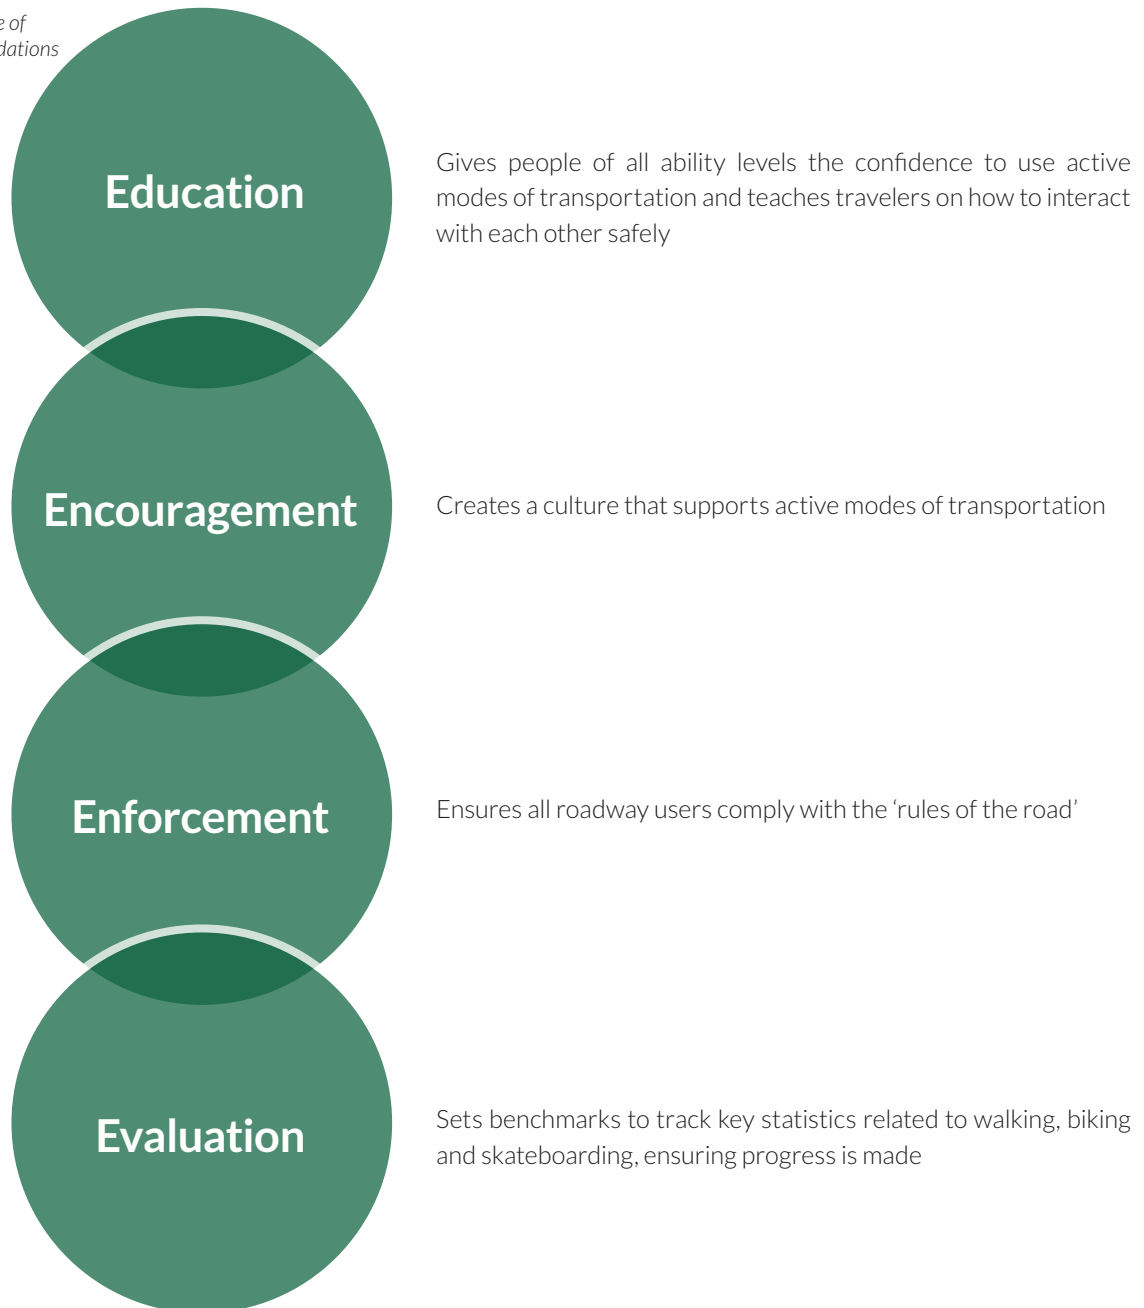 of
Education
Gives people of all ability levels the confidence to use active
modes of transportation and teaches travelers on how to interact
with each other safely
Encouragement
Creates a culture that supports active modes of transportation
Enforcement
Ensures all roadway users comply with the ‘rules of the road’
Evaluation
Sets benchmarks to track key statistics related to walking, biking
and skateboarding, ensuring progress is made